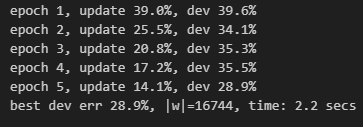 epoch 1, update 39.0%, dev 39.6%
epoch 2, update 25.5%, dev 34.1%
epoch 3, update 20.8%, dev 35.3%
epoch 4, update 17.2%, dev 35.5%
epoch 5, update 14.1%, dev 28.9%
best dev err 28.9%, |w|=16744, time: 2.2 secs